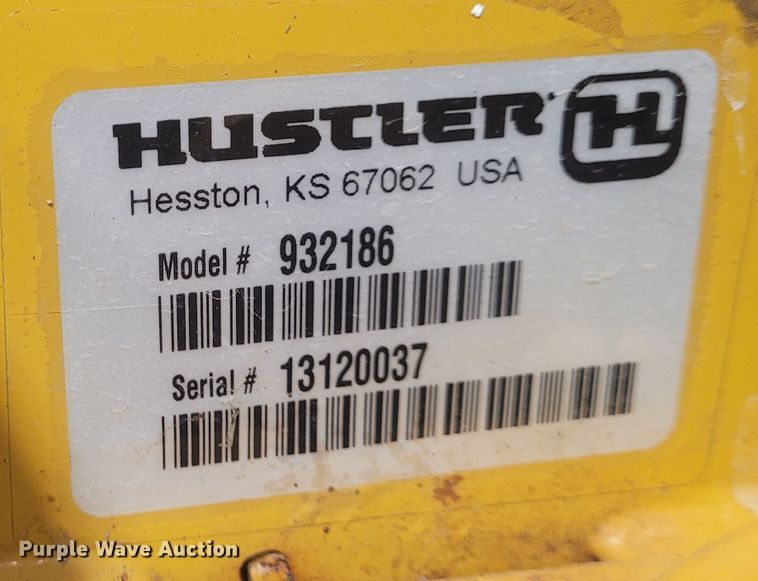 HUSTLER H
Hesston, KS 67062 USA
Model # 932186
Serial # 13120037
Purple Wave Auction